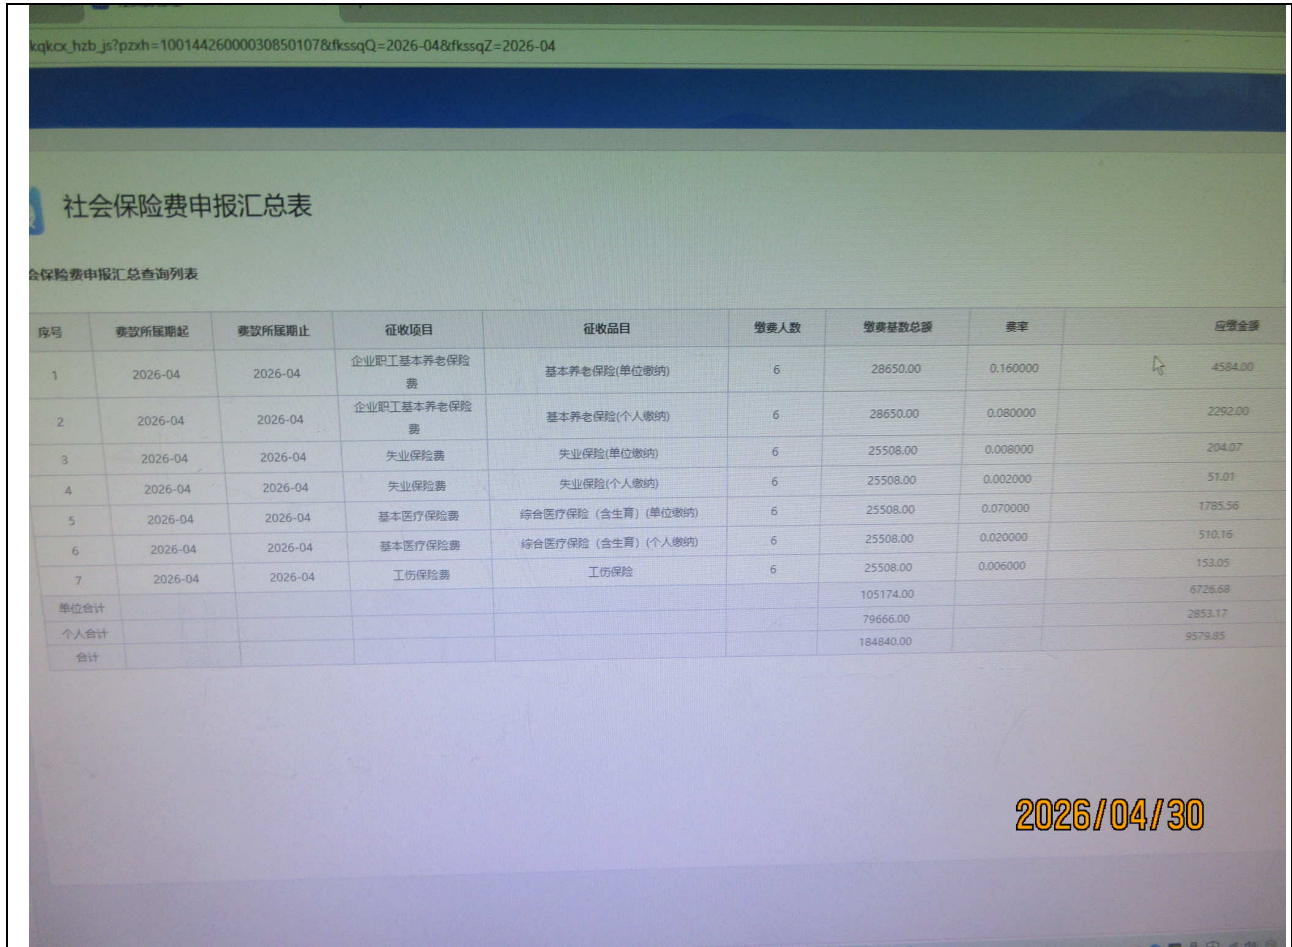 kqkcx_hzb_js?pzxh=10014426000030850107&fkssqQ=2026-04&fkssqZ=2026-04
社会保险费申报汇总表
会保险费申报汇总查询列表
序号 费款所属期起 费款所属期止 征收项目 征收品目 缴费人数 缴费基数总额 费率 应缴金额
1 2026-04 2026-04 企业职工基本养老保险费 基本养老保险(单位缴纳) 6 28650.00 0.160000 4584.00
2 2026-04 2026-04 企业职工基本养老保险费 基本养老保险(个人缴纳) 6 28650.00 0.080000 2292.00
3 2026-04 2026-04 失业保险费 失业保险(单位缴纳) 6 25508.00 0.008000 204.07
4 2026-04 2026-04 失业保险费 失业保险(个人缴纳) 6 25508.00 0.002000 51.01
5 2026-04 2026-04 基本医疗保险费 综合医疗保险（含生育）(单位缴纳) 6 25508.00 0.070000 1785.56
6 2026-04 2026-04 基本医疗保险费 综合医疗保险（含生育）(个人缴纳) 6 25508.00 0.020000 510.16
7 2026-04 2026-04 工伤保险费 工伤保险 6 25508.00 0.006000 153.05
单位合计 105174.00 6726.68
个人合计 79666.00 2853.17
合计 184840.00 9579.85
2026/04/30